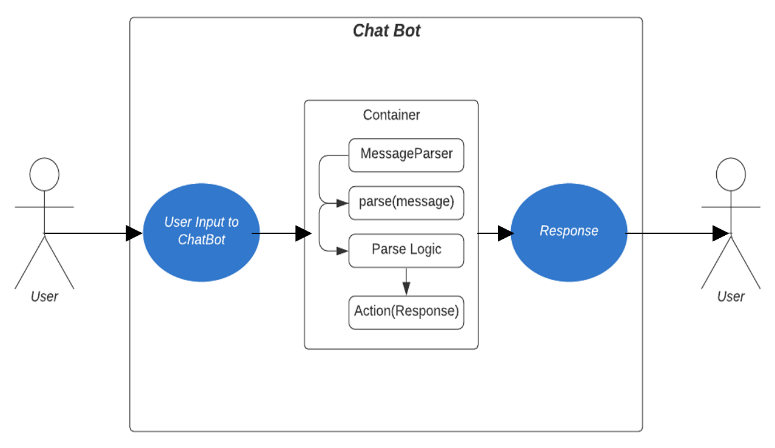 Chat Bot
Container
MessageParser
parse(message)
Parse Logic
Action(Response)
User Input to
ChatBot
Response
User
User